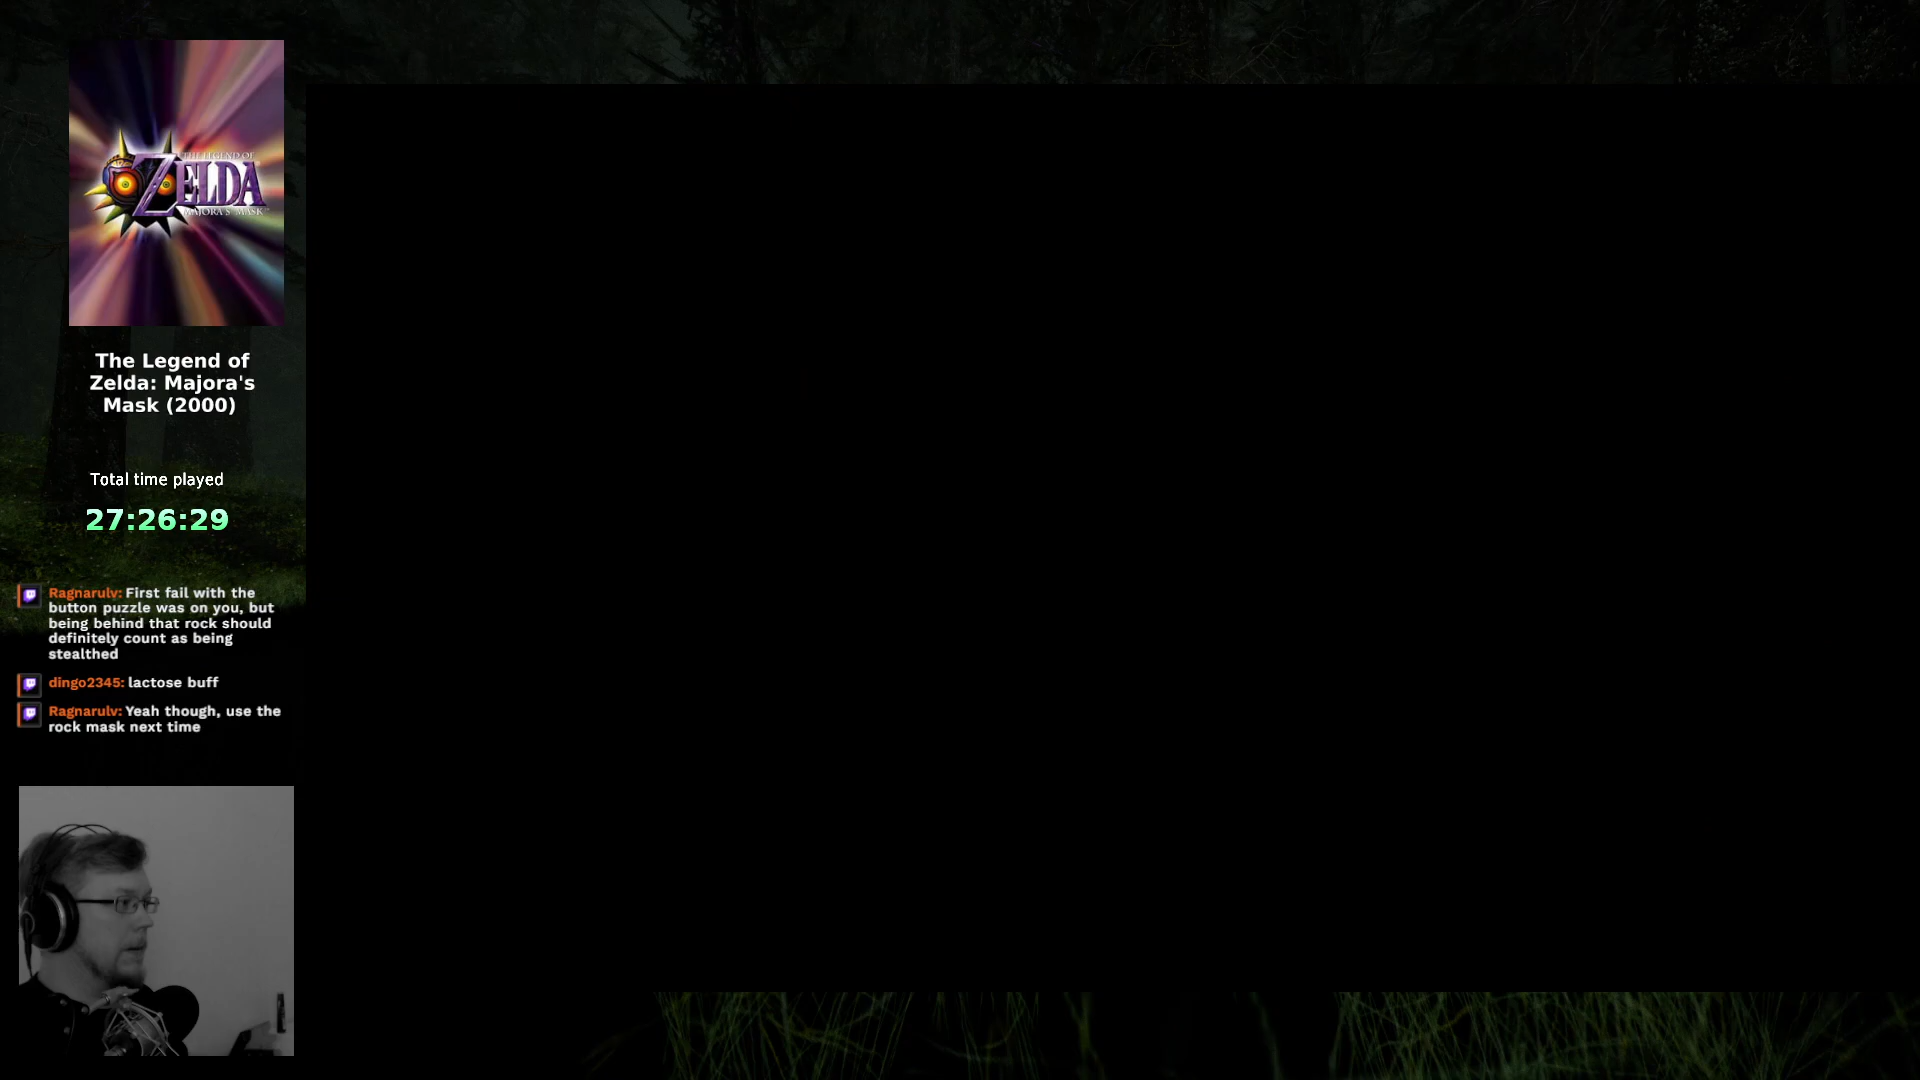 THE LEGEND OF
ZELDA
MAJORA'S MASK
The Legend of
Zelda: Majora's
Mask (2000)
Total time played
27:26:29
Ragnarulv: First fail with the
button puzzle was on you, but
being behind that rock should
definitely count as being
stealthed
dingo2345: lactose buff
Ragnarulv: Yeah though, use the
rock mask next time